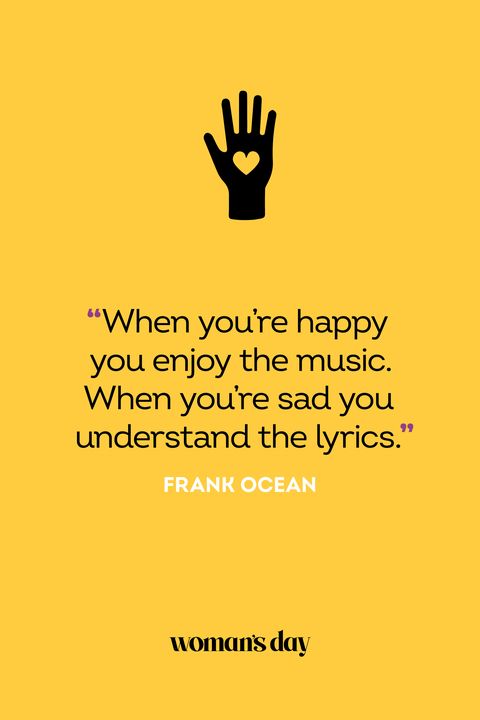 “When you’re happy
you enjoy the music.
When you’re sad you
understand the lyrics.”
FRANK OCEAN
woman’s day